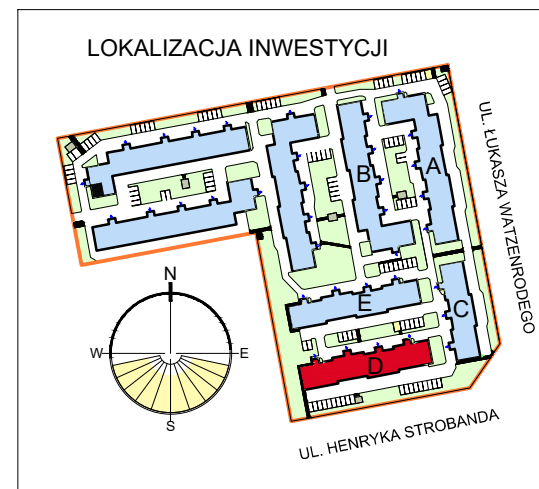 LOKALIZACJA INWESTYCJI
UL. ŁUKASZA WATZENRODEGO
A
B
C
E
D
N
W
E
S
UL. HENRYKA STROBANDA